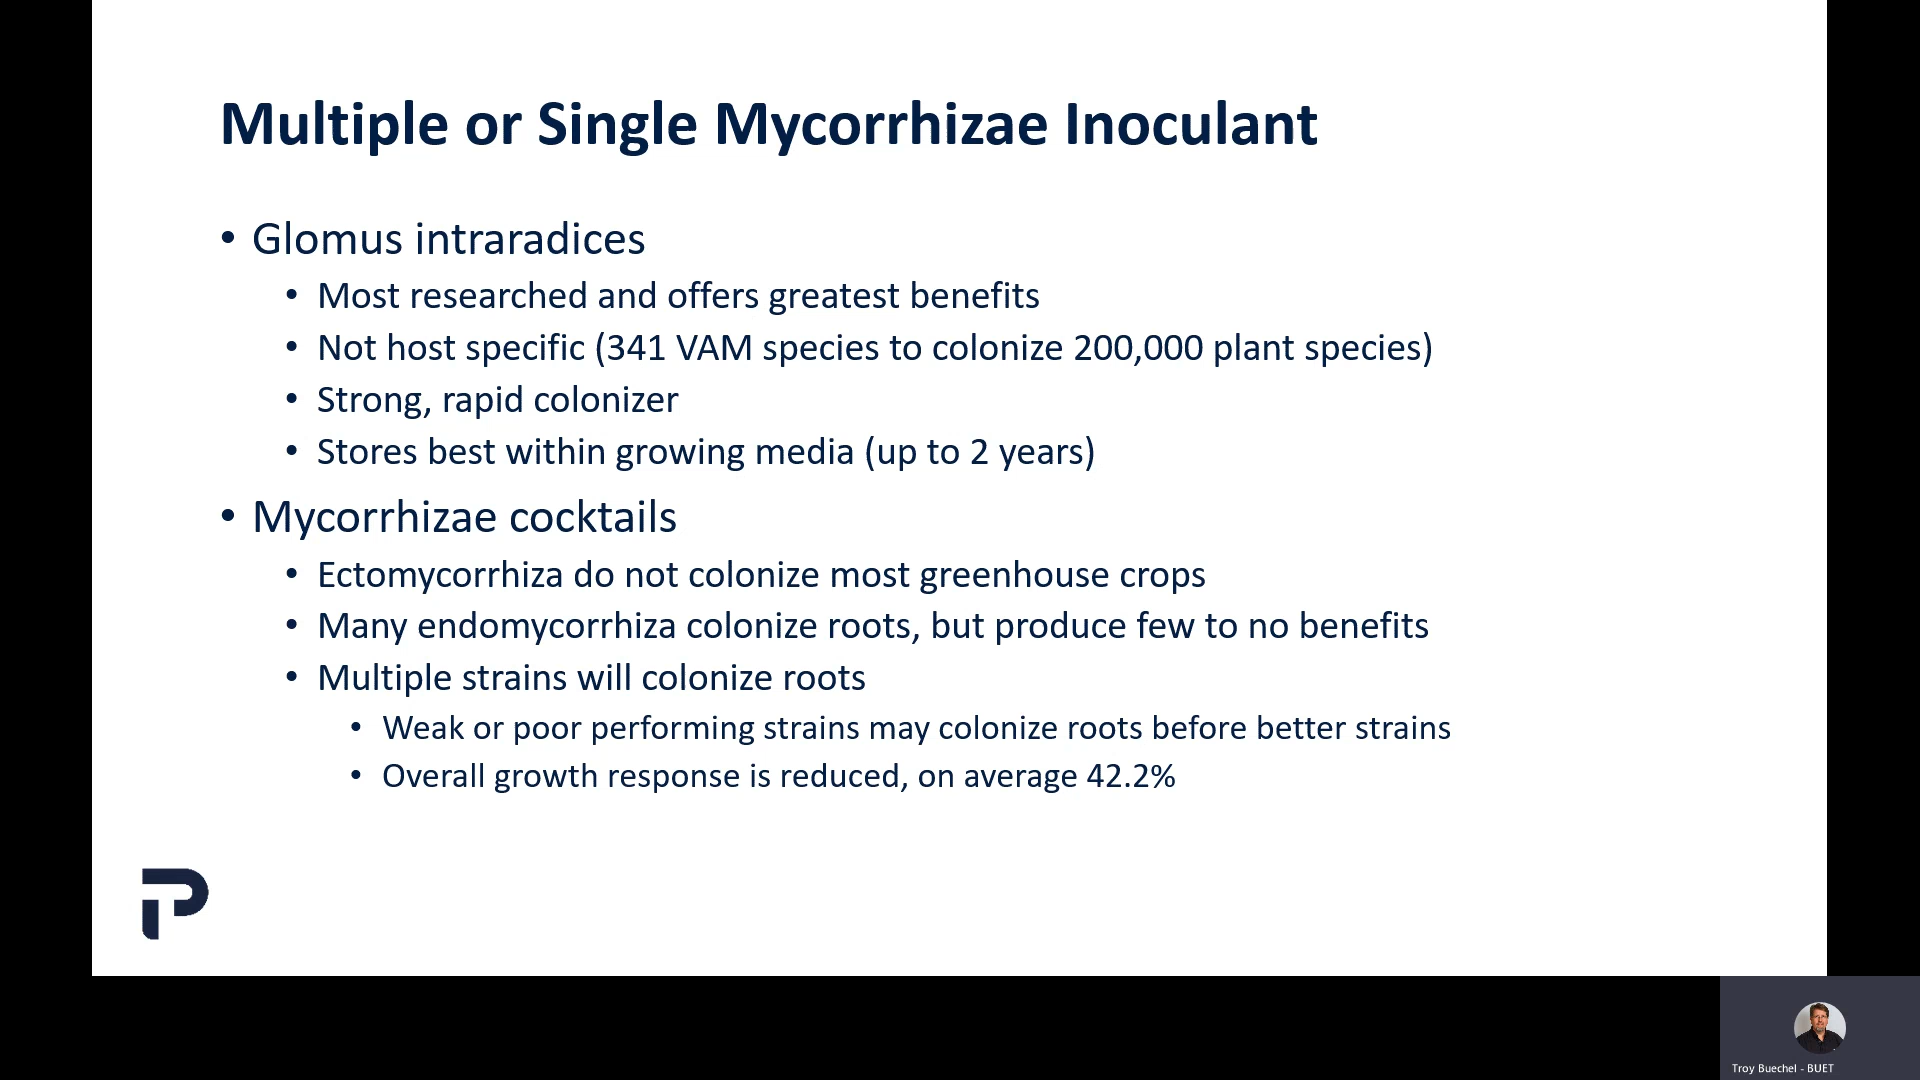 Multiple or Single Mycorrhizae Inoculant
• Glomus intraradices
• Most researched and offers greatest benefits
• Not host specific (341 VAM species to colonize 200,000 plant species)
• Strong, rapid colonizer
• Stores best within growing media (up to 2 years)
• Mycorrhizae cocktails
• Ectomycorrhiza do not colonize most greenhouse crops
• Many endomycorrhiza colonize roots, but produce few to no benefits
• Multiple strains will colonize roots
• Weak or poor performing strains may colonize roots before better strains
• Overall growth response is reduced, on average 42.2%
P
Troy Buechel - BUET